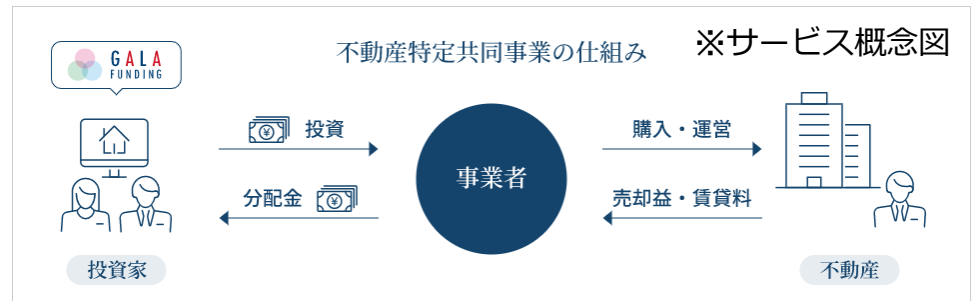 GALA
FUNDING
不動産特定共同事業の仕組み
※サービス概念図
投資
分配金
事業者
購入・運営
売却益・賃貸料
投資家
不動産